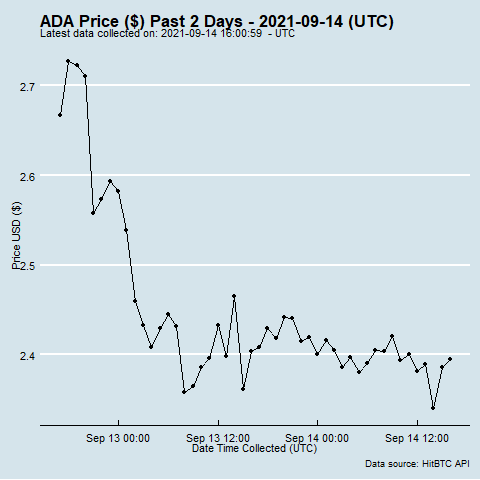 ADA Price ($) Past 2 Days - 2021-09-14 (UTC)
Latest data collected on: 2021-09-14 16:00:59 - UTC
2.7
2.6
2.5
2.4
Price USD ($)
Sep 13 00:00 Sep 13 12:00 Sep 14 00:00 Sep 14 12:00
Date Time Collected (UTC)
Data source: HitBTC API